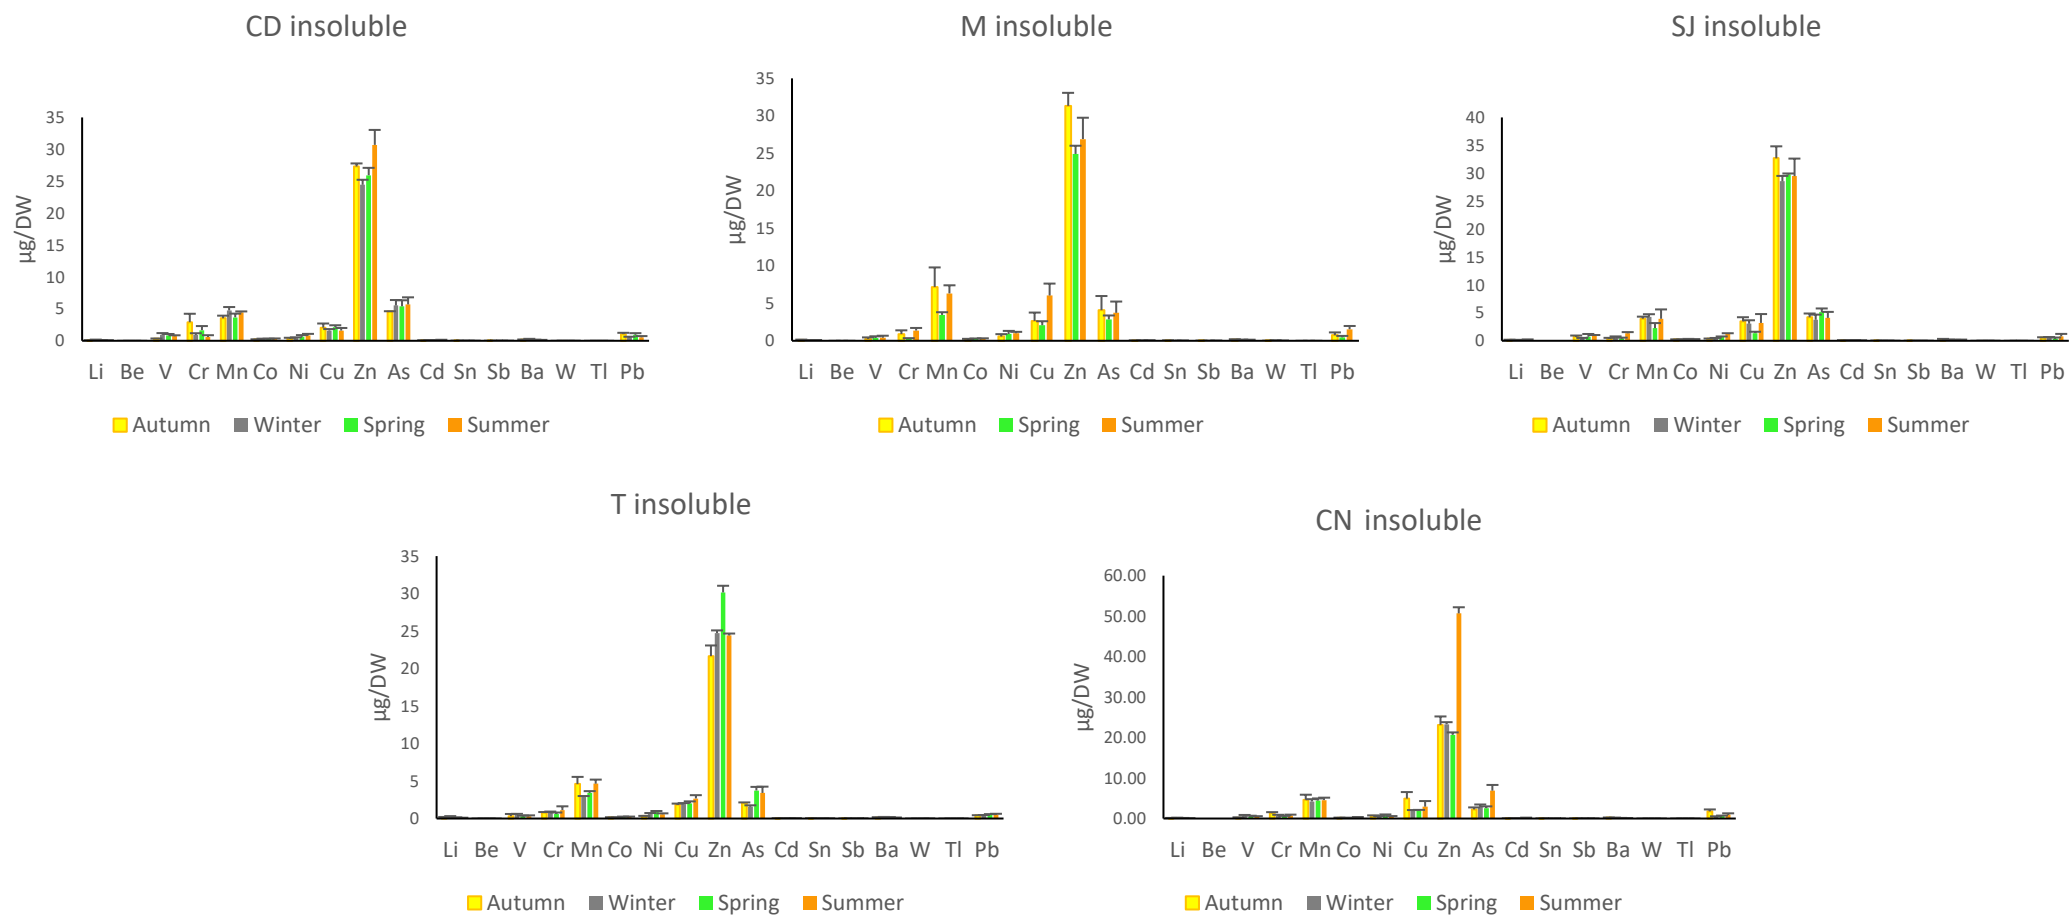 CD insoluble
35
30
25
20
15
10
5
0
µg/DW
Li Be V Cr Mn Co Ni Cu Zn As Cd Sn Sb Ba W Tl Pb
Autumn Winter Spring Summer
M insoluble
35
30
25
20
15
10
5
0
µg/DW
Li Be V Cr Mn Co Ni Cu Zn As Cd Sn Sb Ba W Tl Pb
Autumn Spring Summer
SJ insoluble
40
35
30
25
20
15
10
5
0
µg/DW
Li Be V Cr Mn Co Ni Cu Zn As Cd Sn Sb Ba W Tl Pb
Autumn Winter Spring Summer
T insoluble
35
30
25
20
15
10
5
0
µg/DW
Li Be V Cr Mn Co Ni Cu Zn As Cd Sn Sb Ba W Tl Pb
Autumn Winter Spring Summer
CN insoluble
60.00
50.00
40.00
30.00
20.00
10.00
0.00
µg/DW
Li Be V Cr Mn Co Ni Cu Zn As Cd Sn Sb Ba W Tl Pb
Autumn Winter Spring Summer